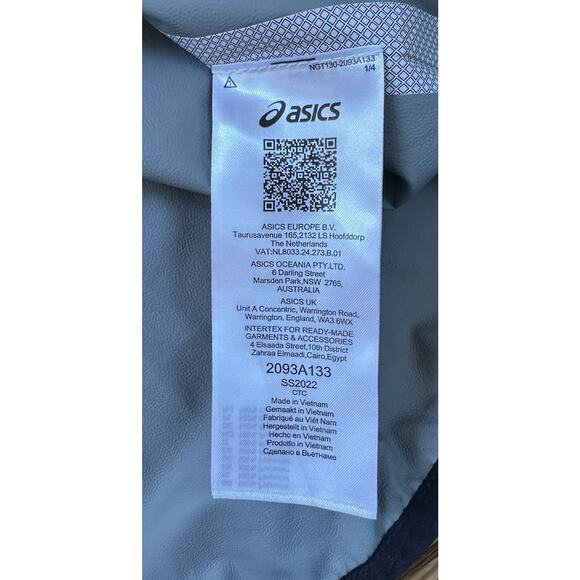 NGT130-2093A133
1/4
asics
ASICS EUROPE B.V.
Taurusavenue 165,2132 LS Hoofddorp
The Netherlands
VAT:NL8033.24.273.B.01
ASICS OCEANIA PTY.LTD.
6 Darling Street
Marsden Park,NSW 2765,
AUSTRALIA
ASICS UK
Unit A Concentric, Warrington Road,
Warrington, England, WA3 6WX
INTERTEX FOR READY-MADE
GARMENTS & ACCESSORIES
4 Elsaada Street,10th District
Zahraa Elmaadi,Cairo,Egypt
2093A133
SS2022
CTC
Made in Vietnam
Gemaakt in Vietnam
Fabriqué au Viêt Nam
Hergestellt in Vietnam
Hecho en Vietnam
Prodotto in Vietnam
Сделано в Вьетнаме